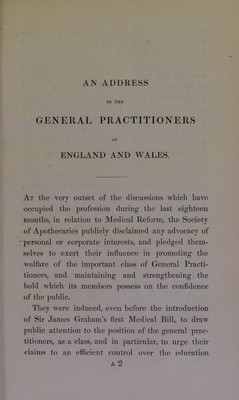 AN ADDRESS
TO THE
GENERAL PRACTITIONERS
OF
ENGLAND AND WALES.
At the very outset of the discussions which have
occupied the profession during the last eighteen
months, in relation to Medical Reform, the Society
of Apothecaries publicly disclaimed any advocacy of
personal or corporate interests, and pledged them-
selves to exert their influence in promoting the
welfare of the important class of General Practi-
tioners, and maintaining and strengthening the
hold which its members possess on the confidence
of the public.
They were induced, even before the introduction
of Sir James Graham's first Medical Bill, to draw
public attention to the position of the general prac-
titioners, as a class, and in particular, to urge their
claims to an efficient control over the education
A 2